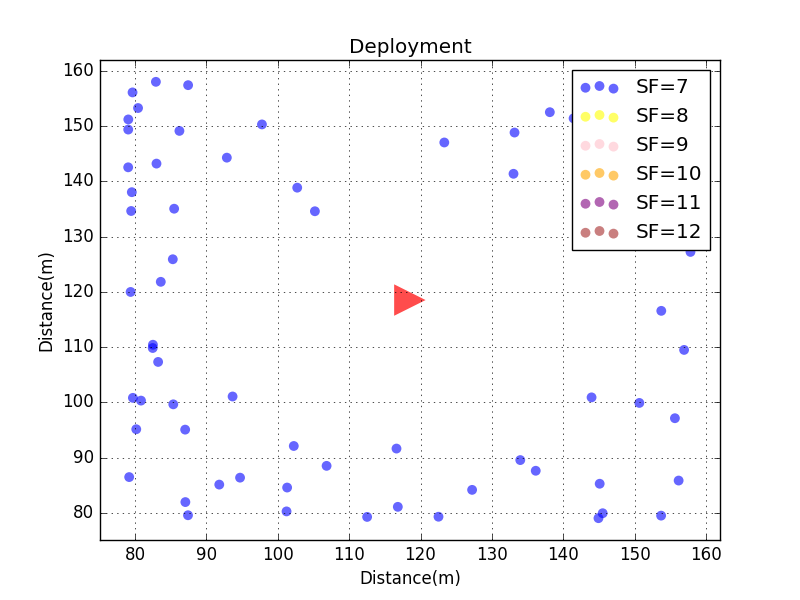 Deployment
160
150
140
130
120
110
100
90
80
Distance(m)
SF=7
SF=8
SF=9
SF=10
SF=11
SF=12
80 90 100 110 120 130 140 150 160
Distance(m)